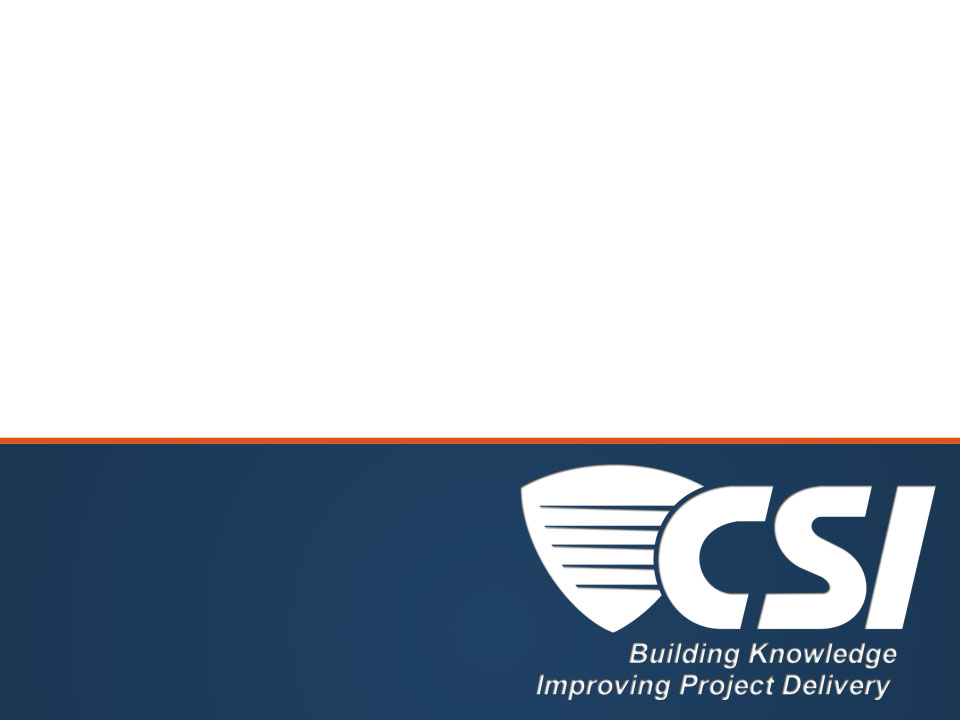 CSI
Building Knowledge
Improving Project Delivery